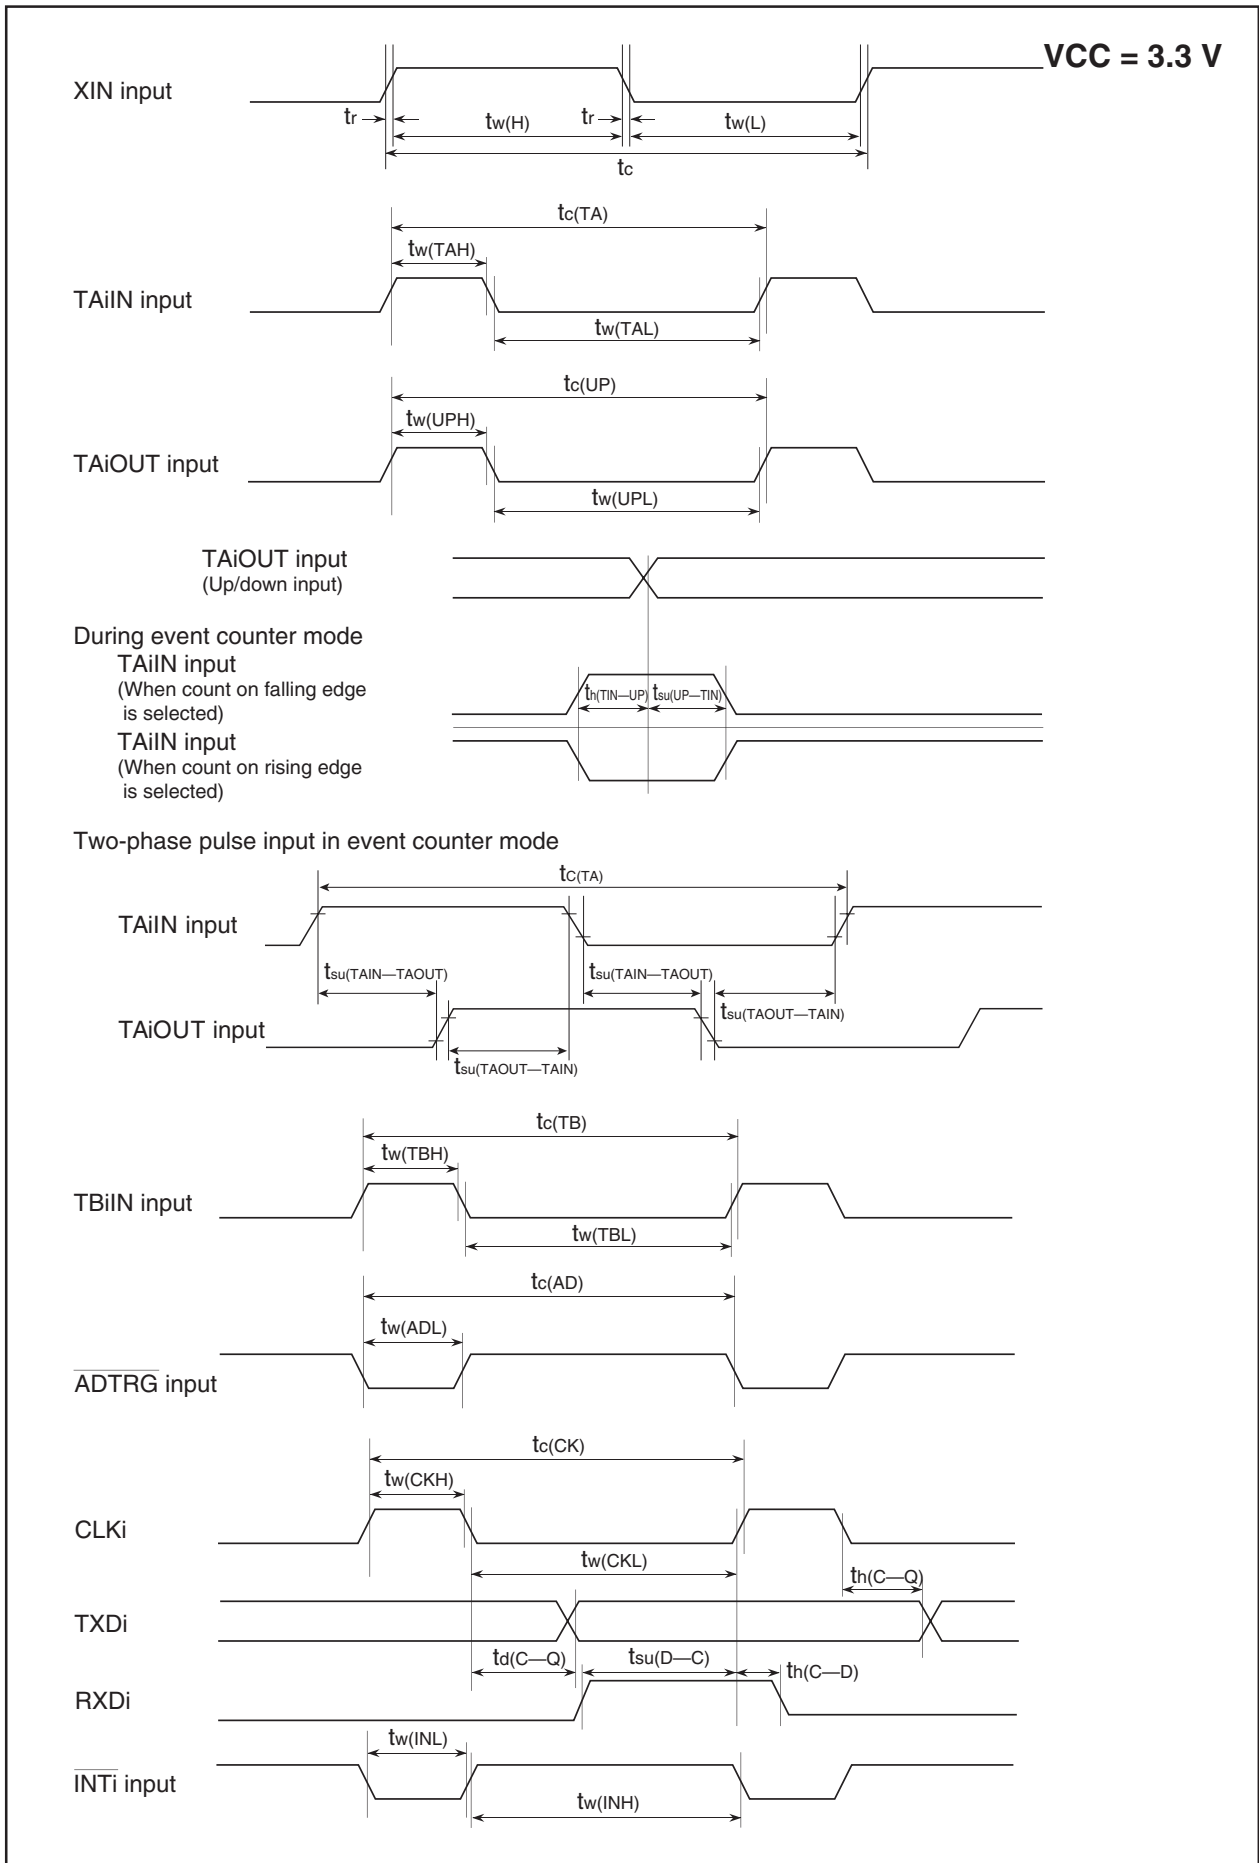 VCC = 3.3 V
XIN input
tr
tw(H)
tr
tw(L)
tc
tc(TA)
tw(TAH)
TAiIN input
tw(TAL)
tc(UP)
tw(UPH)
TAiOUT input
tw(UPL)
TAiOUT input
(Up/down input)
During event counter mode
TAiIN input
(When count on falling edge
is selected)
th(TIN—UP)
tsu(UP—TIN)
TAiIN input
(When count on rising edge
is selected)
Two-phase pulse input in event counter mode
tC(TA)
TAiIN input
tsu(TAIN—TAOUT)
tsu(TAIN—TAOUT)
tsu(TAOUT—TAIN)
TAiOUT input
tsu(TAOUT—TAIN)
tc(TB)
tw(TBH)
TBiIN input
tw(TBL)
tc(AD)
tw(ADL)
ADTRG input
tc(CK)
tw(CKH)
CLKi
tw(CKL)
th(C—Q)
TXDi
td(C—Q)
tsu(D—C)
th(C—D)
RXDi
tw(INL)
INTi input
tw(INH)